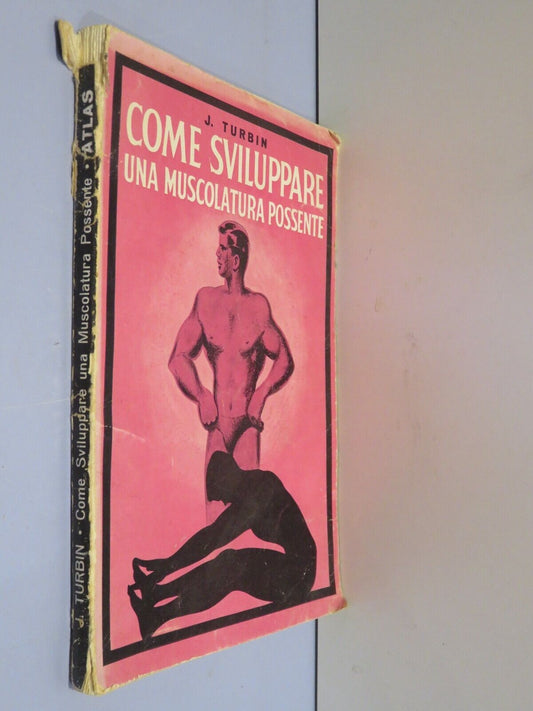 J. TURBIN
COME SVILUPPARE
UNA MUSCOLATURA POSSENTE
J. TURBIN • Come Sviluppare una Muscolatura Possente • ATLAS